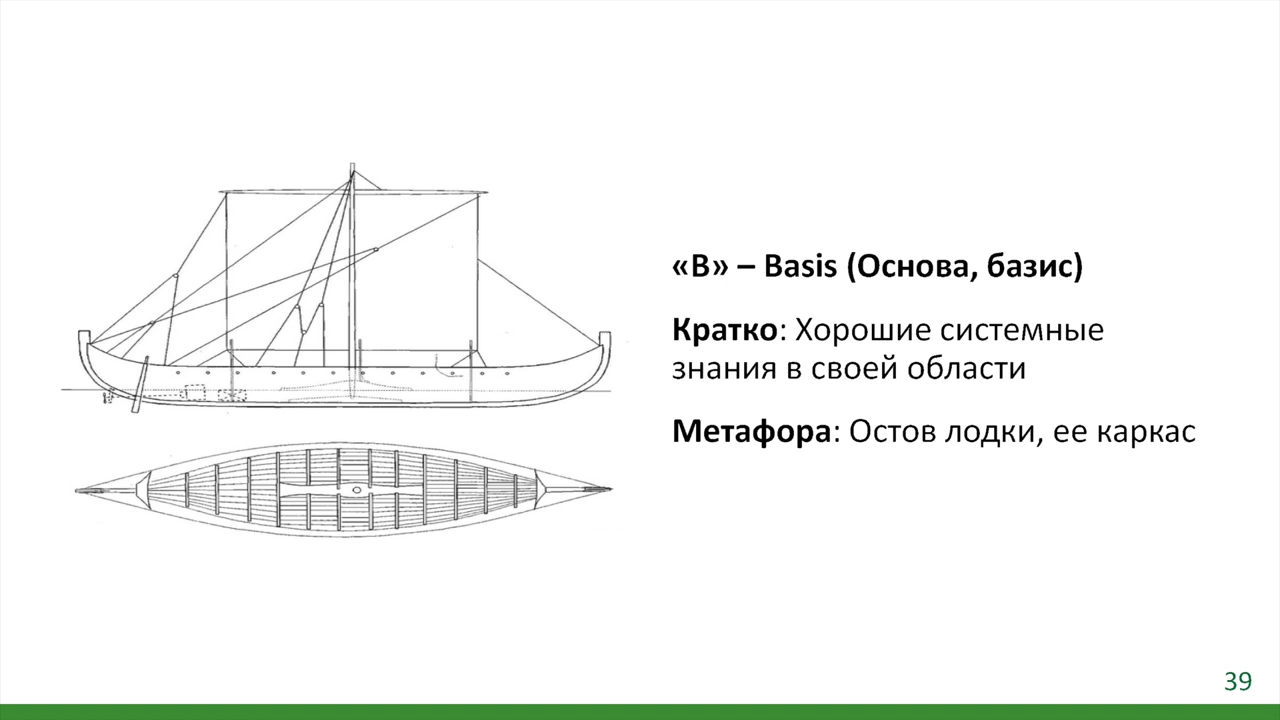 «B» – Basis (Основа, базис)
Кратко: Хорошие системные
знания в своей области
Метафора: Остов лодки, ее каркас
39